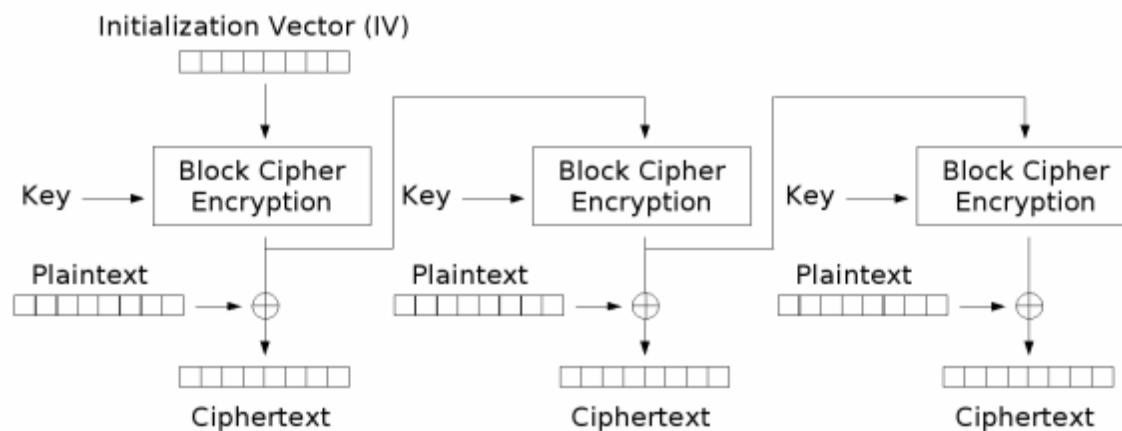 Initialization Vector (IV)
Block Cipher
Encryption
Block Cipher
Encryption
Block Cipher
Encryption
Key
Key
Key
Plaintext
Plaintext
Plaintext
Ciphertext
Ciphertext
Ciphertext